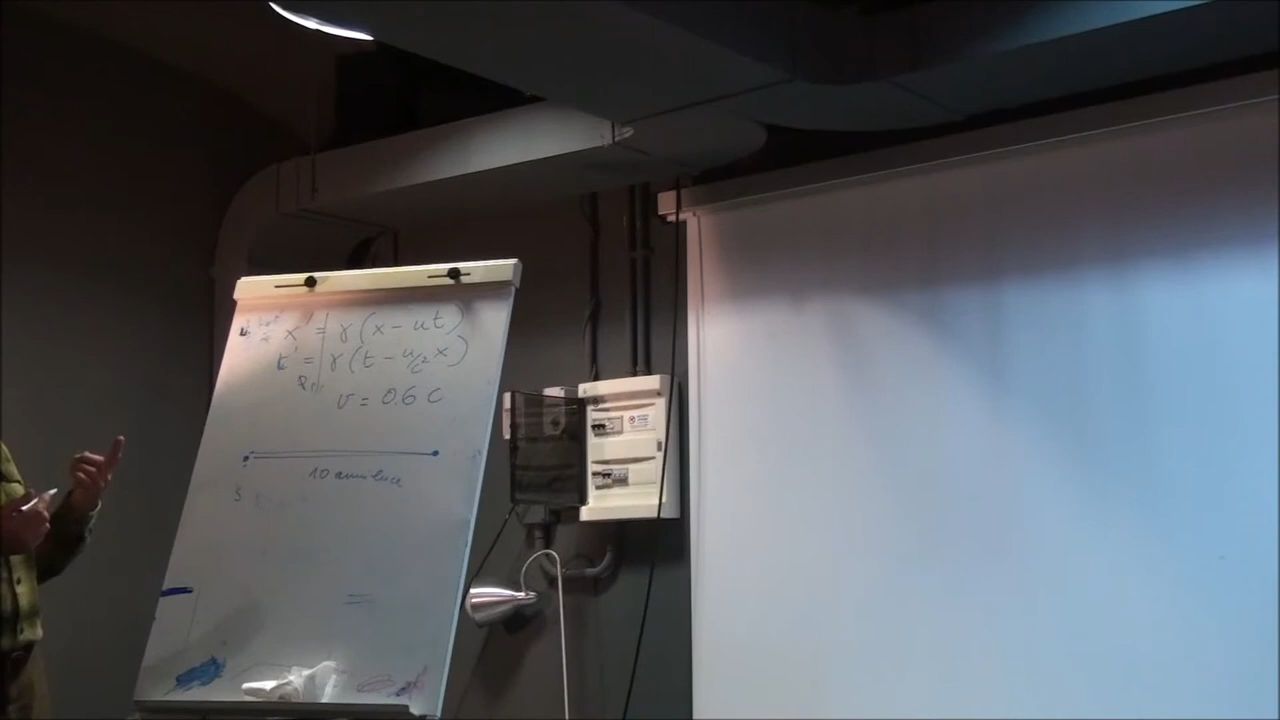 x' = γ (x - ut)
t' = γ (t - u/c² x)
v = 0.6 c
10 anni luce
S